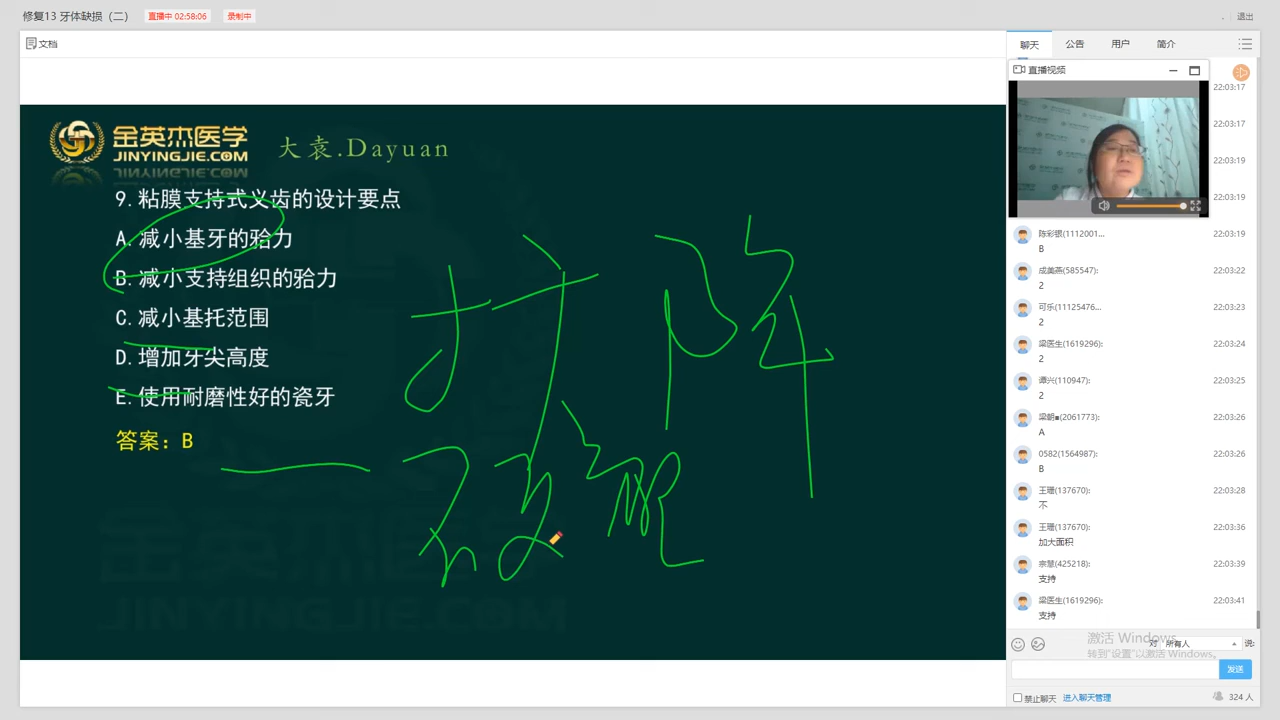 修复13 牙体缺损（二）
直播中 02:58:06
录制中
退出
文档
聊天
公告
用户
简介
直播视频
金英杰医学
JINYINGJIE.COM
大袁.Dayuan
9. 粘膜支持式义齿的设计要点
A. 减小基牙的𬌗力
B. 减小支持组织的𬌗力
C. 减小基托范围
D. 增加牙尖高度
E. 使用耐磨性好的瓷牙
答案：B
22:03:17
22:03:17
22:03:19
22:03:19
陈彩银(1112001...
22:03:19
B
成美燕(585547):
22:03:22
2
可乐(11125476...
22:03:23
2
梁医生(1619296):
22:03:24
2
谭兴(110947):
22:03:25
2
梁朝■(2061773):
22:03:26
A
0582(1564987):
22:03:26
B
王珊(137670):
22:03:28
不
王珊(137670):
22:03:36
加大面积
宗慧(425218):
22:03:39
支持
梁医生(1619296):
22:03:41
支持
激活 Windows
转到"设置"以激活 Windows。
对
所有人
说:
发送
禁止聊天
进入聊天管理
324 人